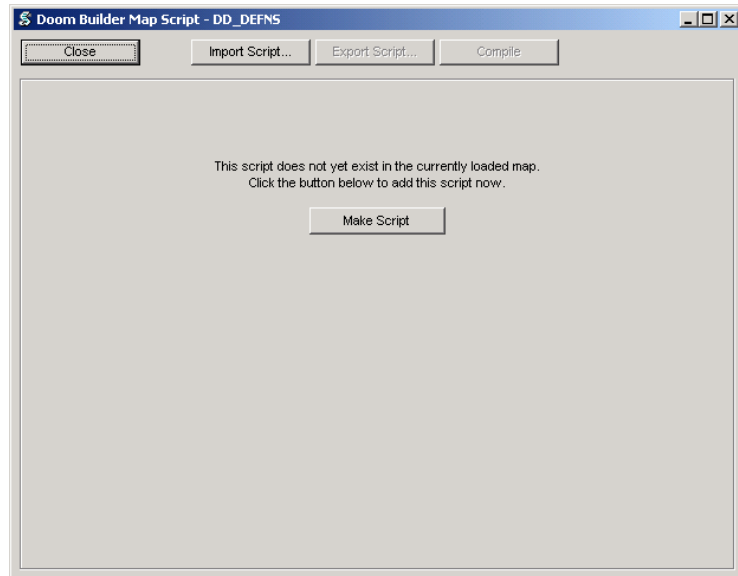 Doom Builder Map Script - DD_DEFNS
Close Import Script... Export Script... Compile
This script does not yet exist in the currently loaded map.
Click the button below to add this script now.
Make Script